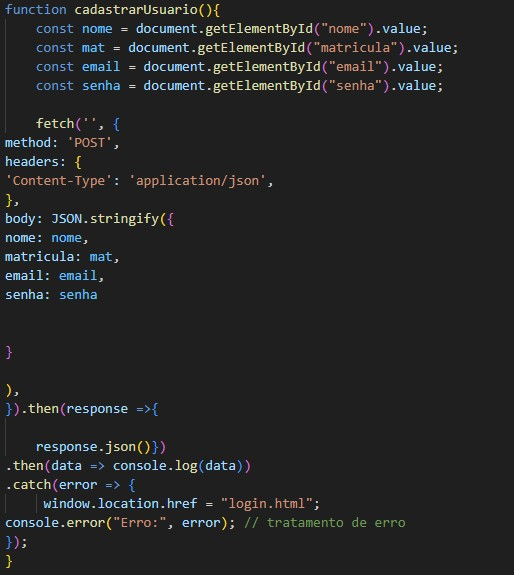 function cadastrarUsuario(){
    const nome = document.getElementById("nome").value;
    const mat = document.getElementById("matricula").value;
    const email = document.getElementById("email").value;
    const senha = document.getElementById("senha").value;

    fetch('', {
method: 'POST',
headers: {
'Content-Type': 'application/json',
},
body: JSON.stringify({
nome: nome,
matricula: mat,
email: email,
senha: senha


}

),
}).then(response =>{

    response.json()})
.then(data => console.log(data))
.catch(error => {
     window.location.href = "login.html";
console.error("Erro:", error); // tratamento de erro
});
}